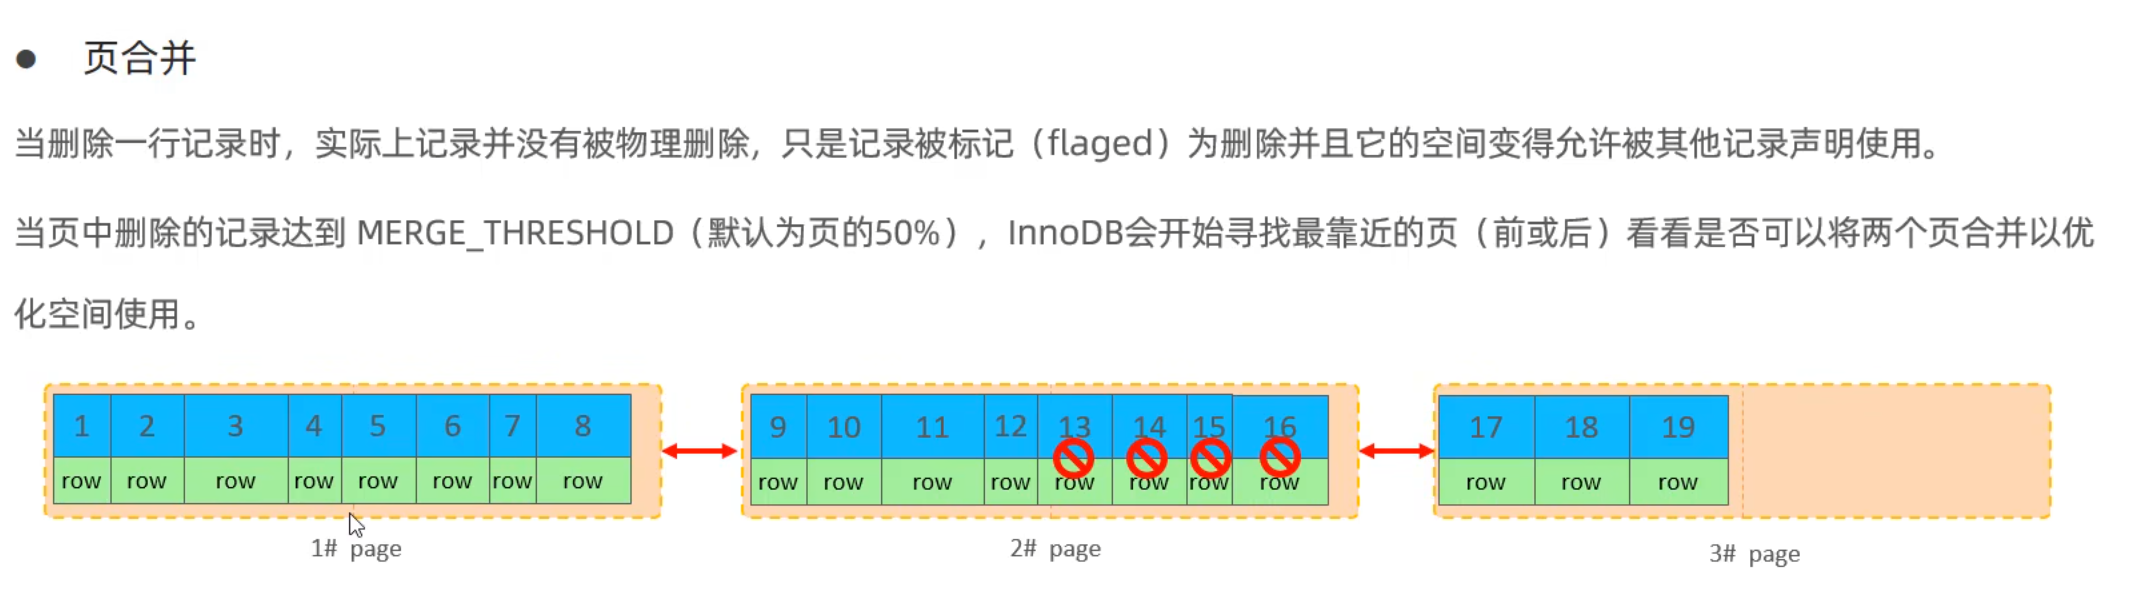 ● 页合并
当删除一行记录时，实际上记录并没有被物理删除，只是记录被标记（flaged）为删除并且它的空间变得允许被其他记录声明使用。
当页中删除的记录达到 MERGE_THRESHOLD（默认为页的50%），InnoDB会开始寻找最靠近的页（前或后）看看是否可以将两个页合并以优
化空间使用。
1 2 3 4 5 6 7 8
row row row row row row row row
1# page
9 10 11 12 13 14 15 16
row row row row row row row row
2# page
17 18 19
row row row
3# page